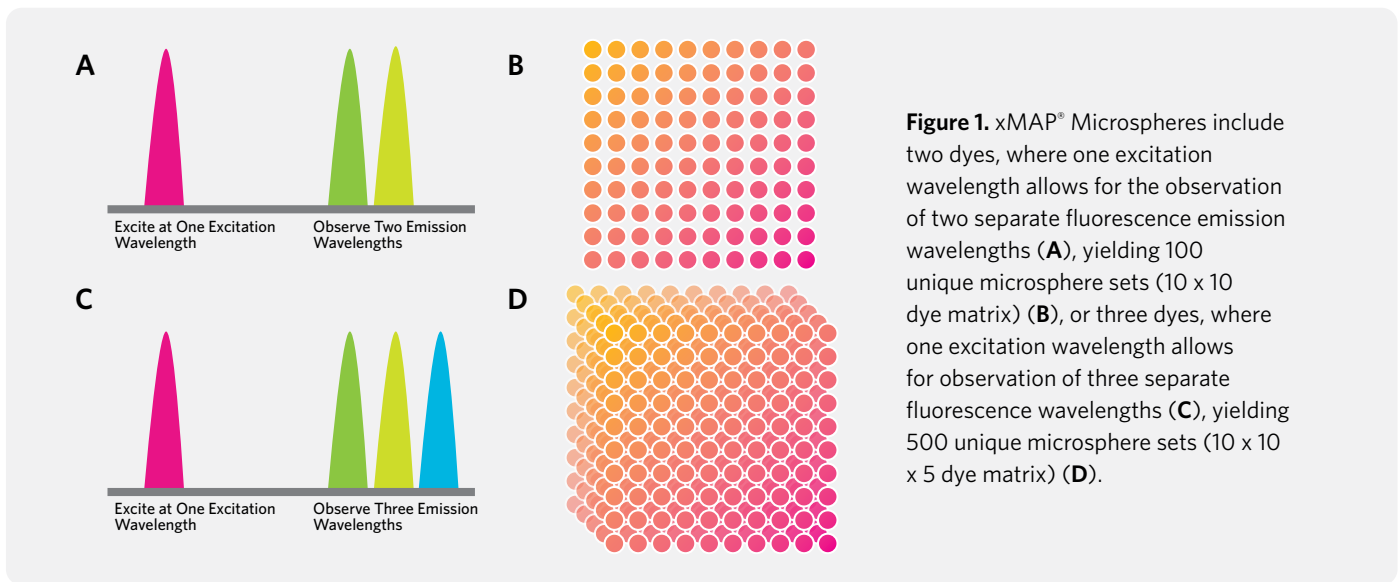 A
Excite at One Excitation
Wavelength
Observe Two Emission
Wavelengths
B
C
Excite at One Excitation
Wavelength
Observe Three Emission
Wavelengths
D
Figure 1. xMAP® Microspheres include
two dyes, where one excitation
wavelength allows for the observation
of two separate fluorescence emission
wavelengths (A), yielding 100
unique microsphere sets (10 x 10
dye matrix) (B), or three dyes, where
one excitation wavelength allows
for observation of three separate
fluorescence wavelengths (C), yielding
500 unique microsphere sets (10 x 10
x 5 dye matrix) (D).